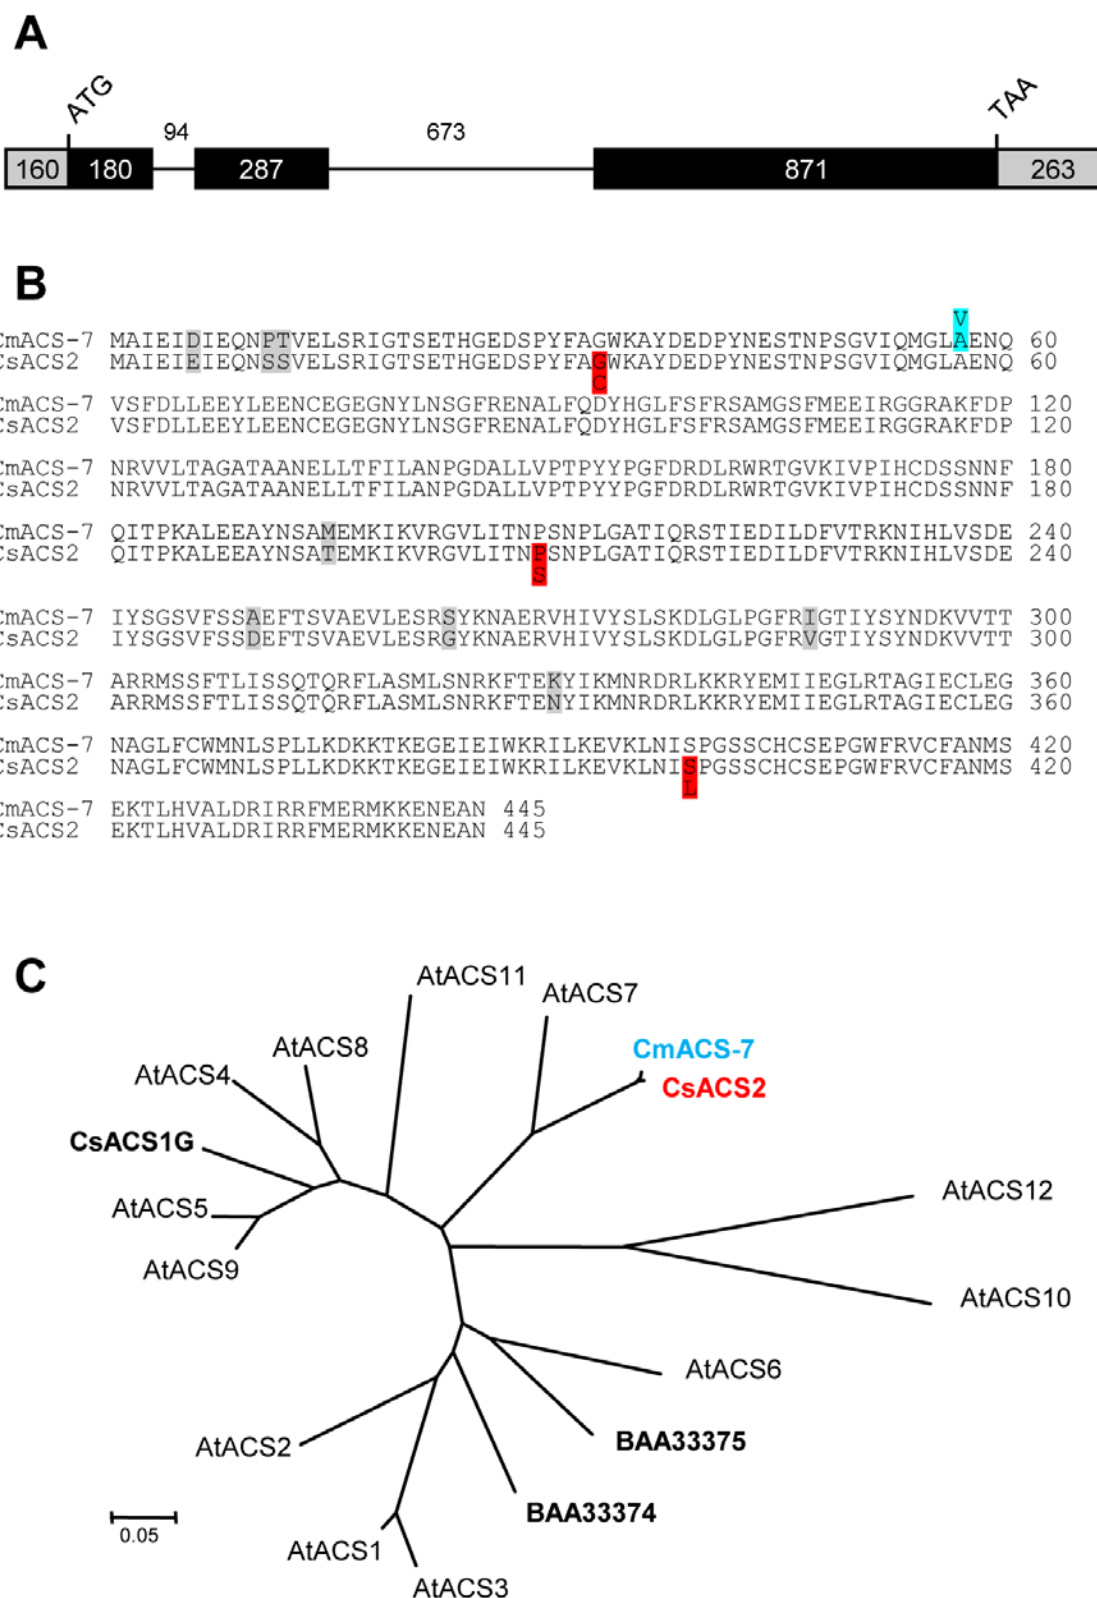 A
ATG
TAA
94
673
160
180
287
871
263
B
V
CmACS-7 MAIEIDIEQNPTVELSRIGTSETHGEDSPYFAGWKAYDEDPYNESTNPSGVIQMGLAENQ 60
CsACS2 MAIEIEIEQNSSVELSRIGTSETHGEDSPYFAGWKAYDEDPYNESTNPSGVIQMGLAENQ 60
C
CmACS-7 VSFDLLEEYLEENCEGEGNYLNSGFRENALFQDYHGLFSFRSAMGSFMEEIRGGRAKFDP 120
CsACS2 VSFDLLEEYLEENCEGEGNYLNSGFRENALFQDYHGLFSFRSAMGSFMEEIRGGRAKFDP 120
CmACS-7 NRVVLTAGATAANELLTFILANPGDALLVPTPYYPGFDRDLRWRTGVKIVPIHCDSSNNF 180
CsACS2 NRVVLTAGATAANELLTFILANPGDALLVPTPYYPGFDRDLRWRTGVKIVPIHCDSSNNF 180
CmACS-7 QITPKALEEAYNSAMEMKIKVRGVLITNPSNPLGATIQRSTIEDILDFVTRKNIHLVSDE 240
CsACS2 QITPKALEEAYNSATEMKIKVRGVLITNPSNPLGATIQRSTIEDILDFVTRKNIHLVSDE 240
S
CmACS-7 IYSGSVFSSAEFTSVAEVLESRSYKNAERVHIVYSLSKDLGLPGFRIGTIYSYNDKVVTT 300
CsACS2 IYSGSVFSSDEFTSVAEVLESRGYKNAERVHIVYSLSKDLGLPGFRVGTIYSYNDKVVTT 300
CmACS-7 ARRMSSFTLISSQTQRFLASMLSNRKFTEKYIKMNRDRLKKRYEMIIEGLRTAGIECLEG 360
CsACS2 ARRMSSFTLISSQTQRFLASMLSNRKFTENYIKMNRDRLKKRYEMIIEGLRTAGIECLEG 360
CmACS-7 NAGLFCWMNLSPLLKDKKTKEGEIEIWKRILKEVKLNISPGSSCHCSEPGWFRVCFANMS 420
CsACS2 NAGLFCWMNLSPLLKDKKTKEGEIEIWKRILKEVKLNISPGSSCHCSEPGWFRVCFANMS 420
L
CmACS-7 EKTLHVALDRIRRFMERMKKENEAN 445
CsACS2 EKTLHVALDRIRRFMERMKKENEAN 445
C
AtACS11
AtACS7
AtACS8
CmACS-7
AtACS4
CsACS2
CsACS1G
AtACS12
AtACS5
AtACS9
AtACS10
AtACS6
BAA33375
AtACS2
BAA33374
0.05
AtACS1
AtACS3